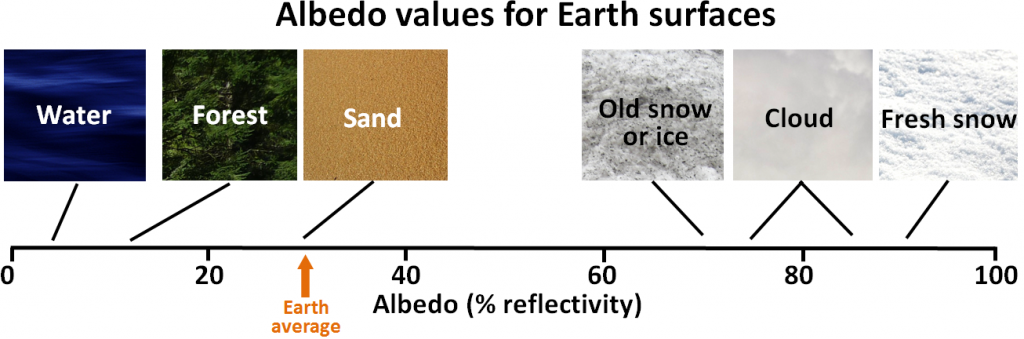 Albedo values for Earth surfaces
Water
Forest
Sand
Old snow
or ice
Cloud
Fresh snow
0 20 40 60 80 100
Earth
average
Albedo (% reflectivity)